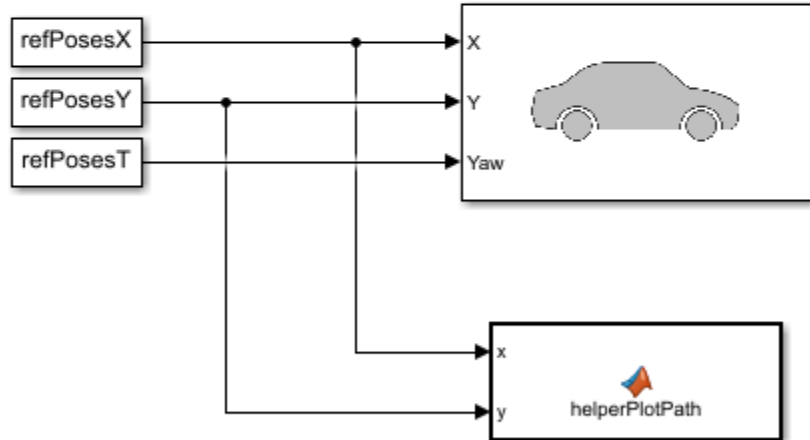 refPosesX
X
refPosesY
Y
refPosesT
Yaw
x
helperPlotPath
y